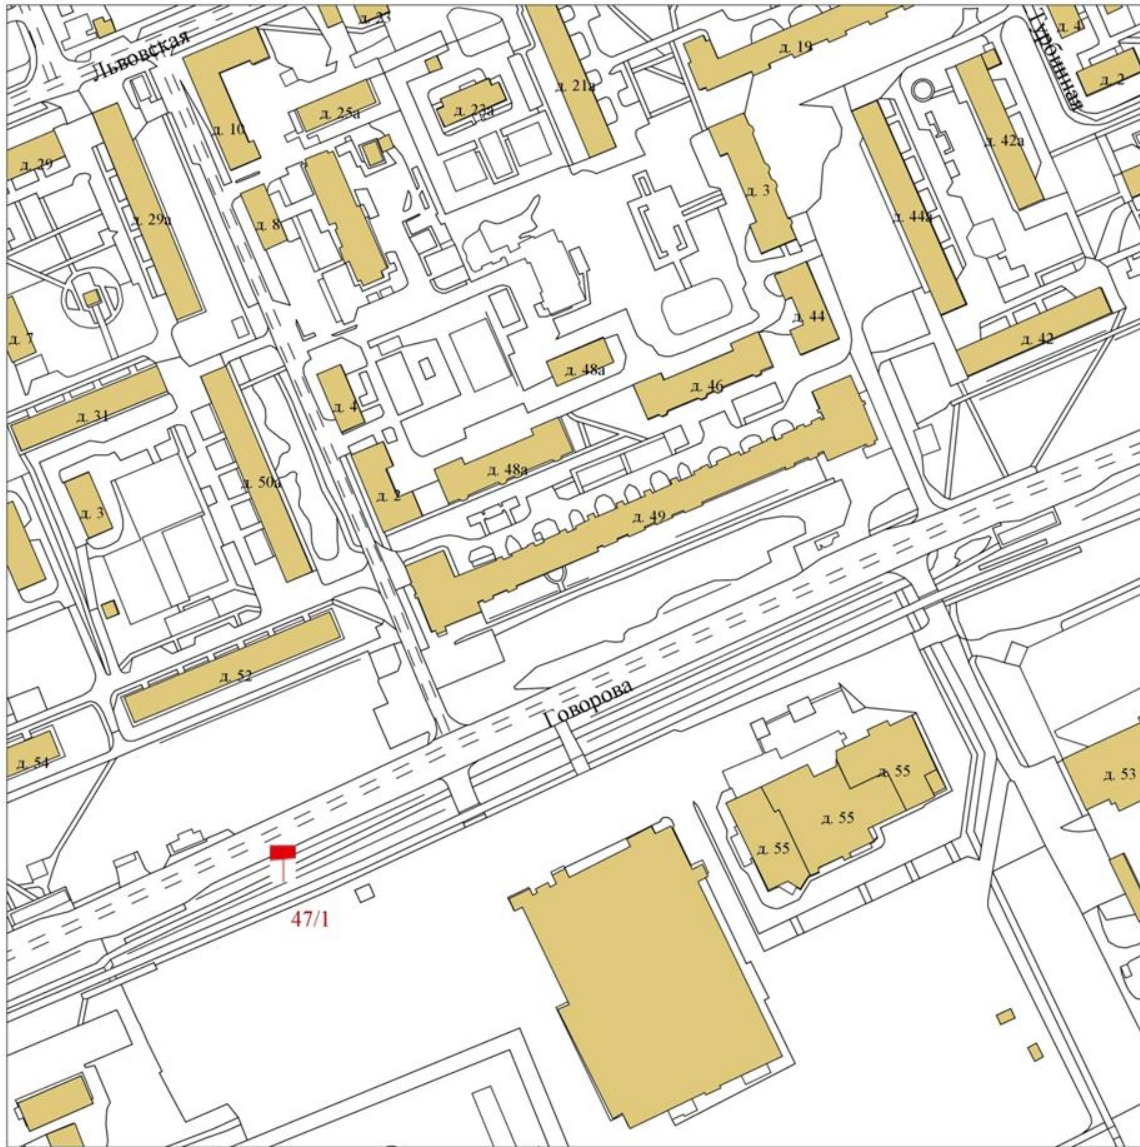 д. 23
д. 4
Львовская
д. 19
Турбинная
д. 21а
д. 2
д. 25а
д. 23а
д. 10
д. 42а
д. 29
д. 3
д. 29а
д. 44а
д. 8
д. 44
д. 7
д. 42
д. 48а
д. 46
д. 4
д. 31
д. 48а
д. 50а
д. 2
д. 3
д. 49
д. 52
Говорова
д. 54
д. 55
д. 53
д. 55
д. 55
47/1